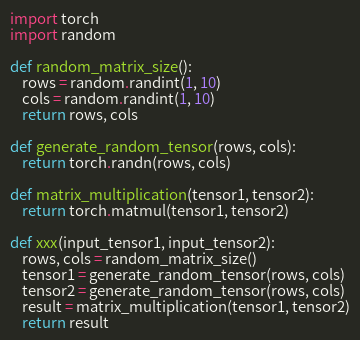 import torch
import random

def random_matrix_size():
    rows = random.randint(1, 10)
    cols = random.randint(1, 10)
    return rows, cols

def generate_random_tensor(rows, cols):
    return torch.randn(rows, cols)

def matrix_multiplication(tensor1, tensor2):
    return torch.matmul(tensor1, tensor2)

def xxx(input_tensor1, input_tensor2):
    rows, cols = random_matrix_size()
    tensor1 = generate_random_tensor(rows, cols)
    tensor2 = generate_random_tensor(rows, cols)
    result = matrix_multiplication(tensor1, tensor2)
    return result